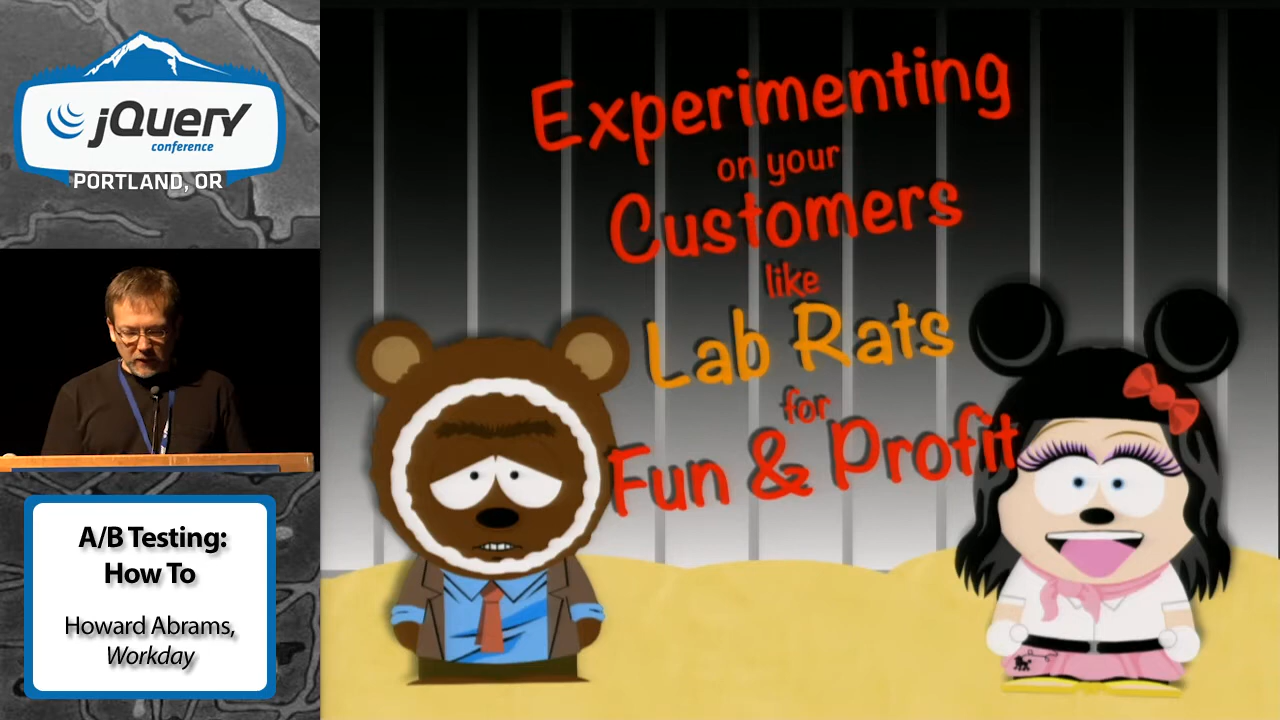 jQuery
conference
PORTLAND, OR
A/B Testing:
How To
Howard Abrams,
Workday
Experimenting
on your
Customers
like
Lab Rats
for
Fun & Profit